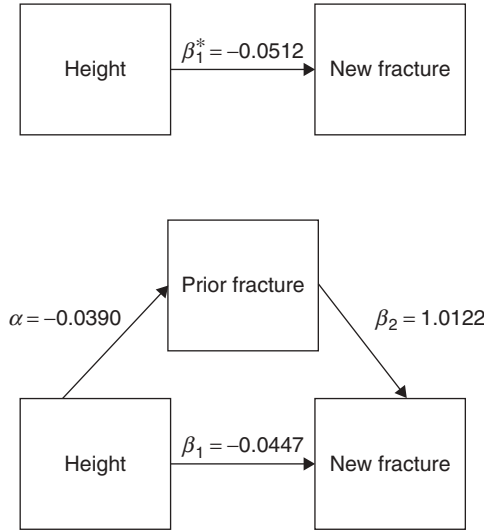 Height
β₁* = −0.0512
New fracture
Prior fracture
α = −0.0390
β₂ = 1.0122
Height
β₁ = −0.0447
New fracture